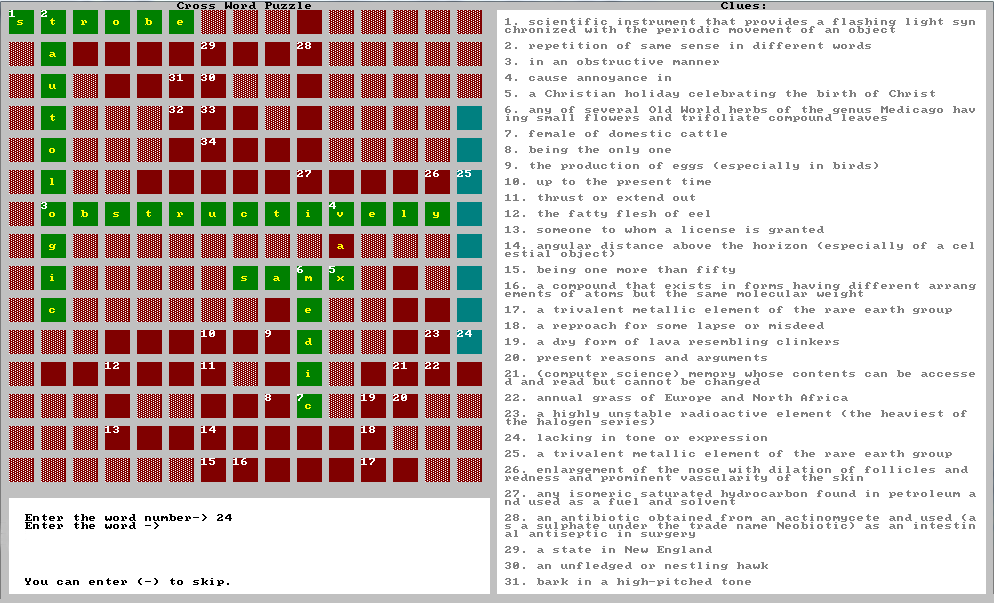 Cross Word Puzzle
1 s 2 t r o b e
a 29 28
u 31 30
t 32 33
o 34
l 27 26 25
3 o b s t r u c t i 4 v e l y
g a
i s a 6 m 5 x
c e
10 9 d 23 24
12 11 i 21 22
8 7 c 19 20
13 14 18
15 16 17
Enter the word number-> 24
Enter the word ->
You can enter (-) to skip.
Clues:
1. scientific instrument that provides a flashing light syn
chronized with the periodic movement of an object
2. repetition of same sense in different words
3. in an obstructive manner
4. cause annoyance in
5. a Christian holiday celebrating the birth of Christ
6. any of several Old World herbs of the genus Medicago hav
ing small flowers and trifoliate compound leaves
7. female of domestic cattle
8. being the only one
9. the production of eggs (especially in birds)
10. up to the present time
11. thrust or extend out
12. the fatty flesh of eel
13. someone to whom a license is granted
14. angular distance above the horizon (especially of a cel
estial object)
15. being one more than fifty
16. a compound that exists in forms having different arrang
ements of atoms but the same molecular weight
17. a trivalent metallic element of the rare earth group
18. a reproach for some lapse or misdeed
19. a dry form of lava resembling clinkers
20. present reasons and arguments
21. (computer science) memory whose contents can be accesse
d and read but cannot be changed
22. annual grass of Europe and North Africa
23. a highly unstable radioactive element (the heaviest of
the halogen series)
24. lacking in tone or expression
25. a trivalent metallic element of the rare earth group
26. enlargement of the nose with dilation of follicles and
redness and prominent vascularity of the skin
27. any isomeric saturated hydrocarbon found in petroleum a
nd used as a fuel and solvent
28. an antibiotic obtained from an actinomycete and used (a
s a sulphate under the trade name Neobiotic) as an intestin
al antiseptic in surgery
29. a state in New England
30. an unfledged or nestling hawk
31. bark in a high-pitched tone